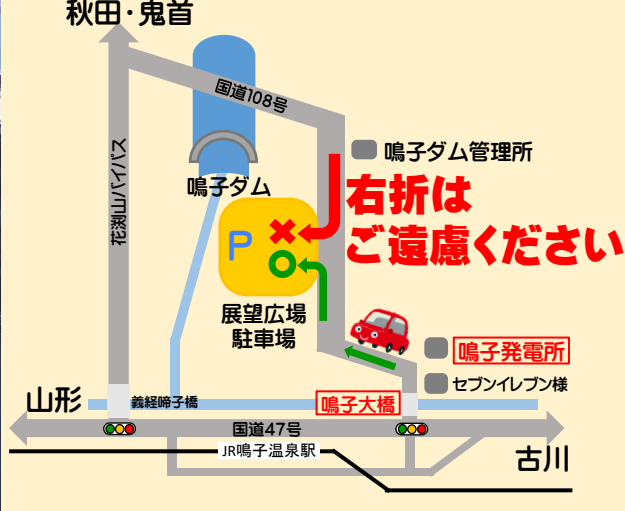 秋田・鬼首
国道108号
花渕山バイパス
鳴子ダム管理所
鳴子ダム
右折は
ご遠慮ください
P
展望広場
駐車場
鳴子発電所
セブンイレブン様
山形
義経啼子橋
鳴子大橋
国道47号
JR鳴子温泉駅
古川